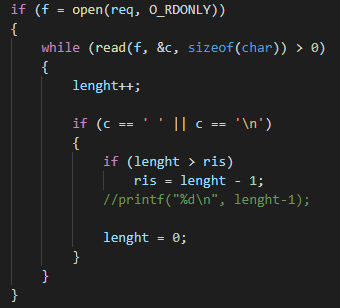 if (f = open(req, O_RDONLY))
{
while (read(f, &c, sizeof(char)) > 0)
{
lenght++;
if (c == ' ' || c == '\n')
{
if (lenght > ris)
ris = lenght - 1;
//printf("%d\n", lenght-1);
lenght = 0;
}
}
}